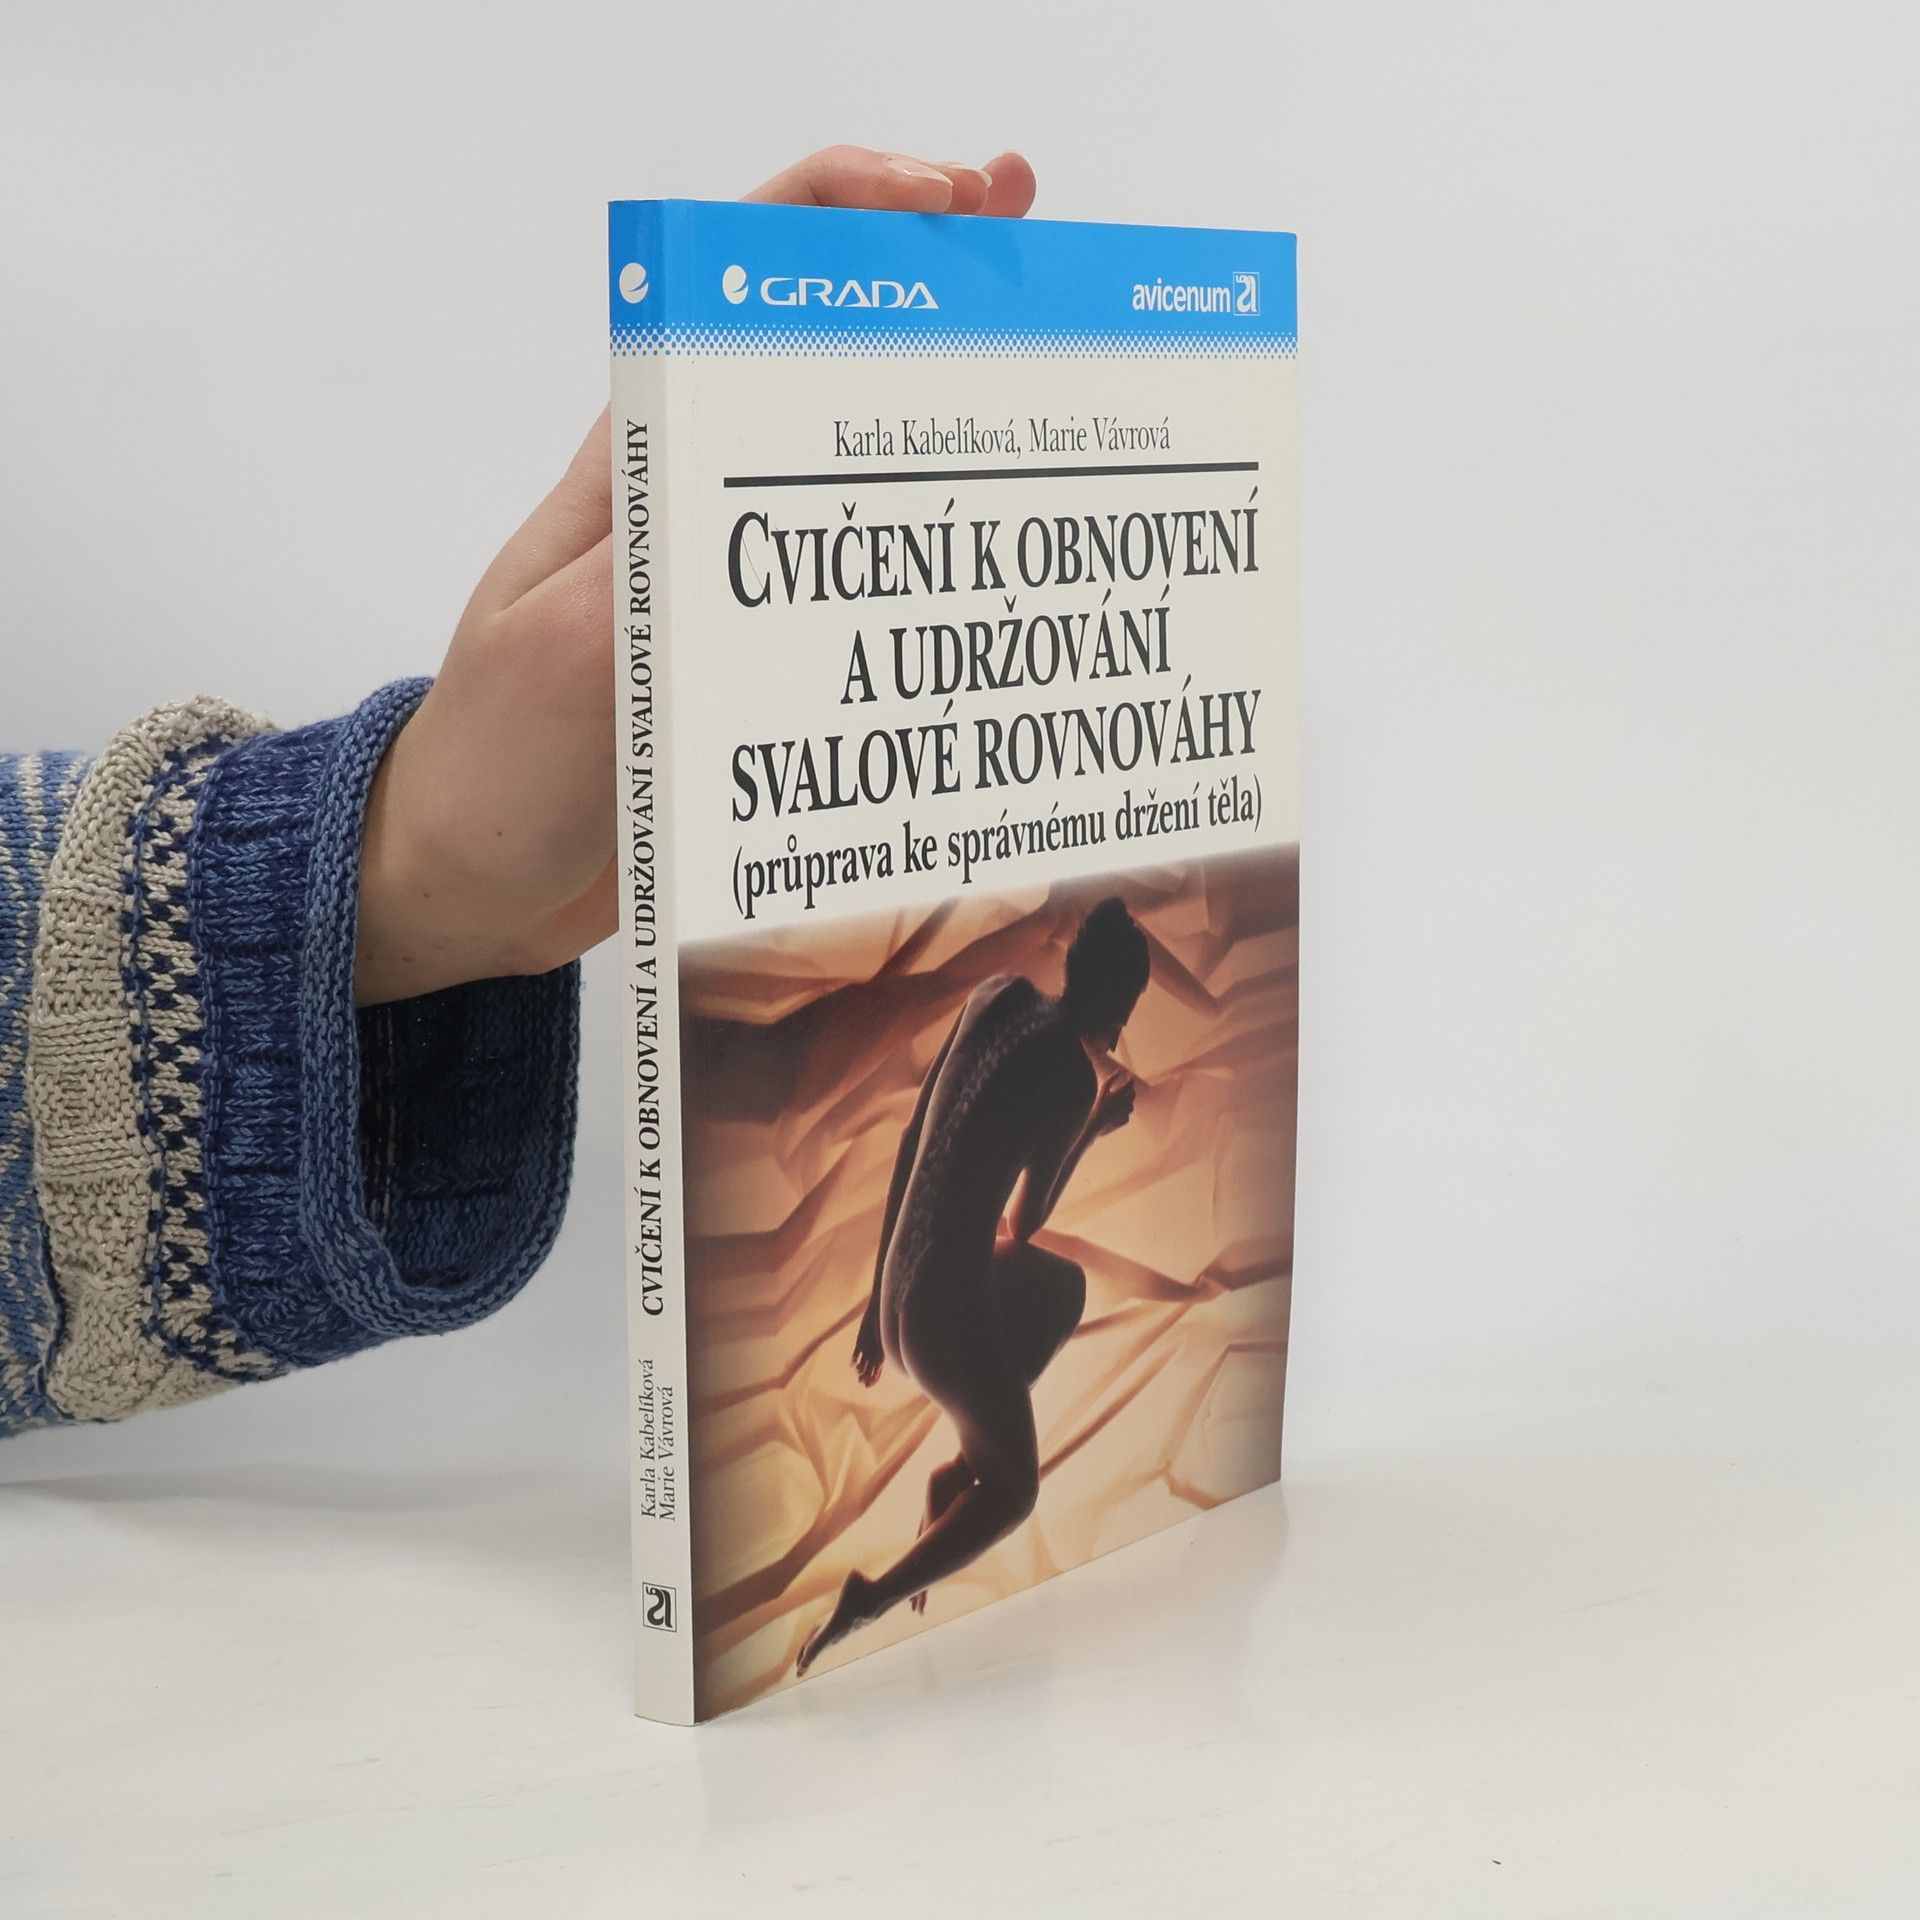 GRADA
avicenum
Karla Kabelíková, Marie Vávrová
CVIČENÍ K OBNOVENÍ
A UDRŽOVÁNÍ
SVALOVÉ ROVNOVÁHY
(průprava ke správnému držení těla)
CVIČENÍ K OBNOVENÍ A UDRŽOVÁNÍ SVALOVÉ ROVNOVÁHY
Karla Kabelíková
Marie Vávrová